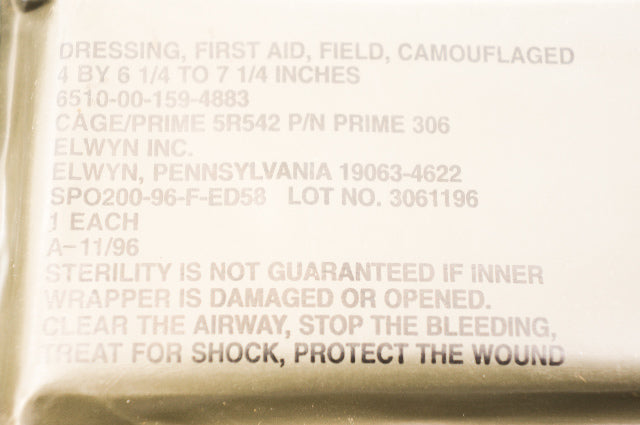 DRESSING, FIRST AID, FIELD, CAMOUFLAGED
4 BY 6 1/4 TO 7 1/4 INCHES
6510-00-159-4883
CAGE/PRIME 5R542 P/N PRIME 306
ELWYN INC.
ELWYN, PENNSYLVANIA 19063-4622
SPO200-96-F-ED58 LOT NO. 3061196
1 EACH
A-11/96
STERILITY IS NOT GUARANTEED IF INNER
WRAPPER IS DAMAGED OR OPENED.
CLEAR THE AIRWAY, STOP THE BLEEDING,
TREAT FOR SHOCK, PROTECT THE WOUND